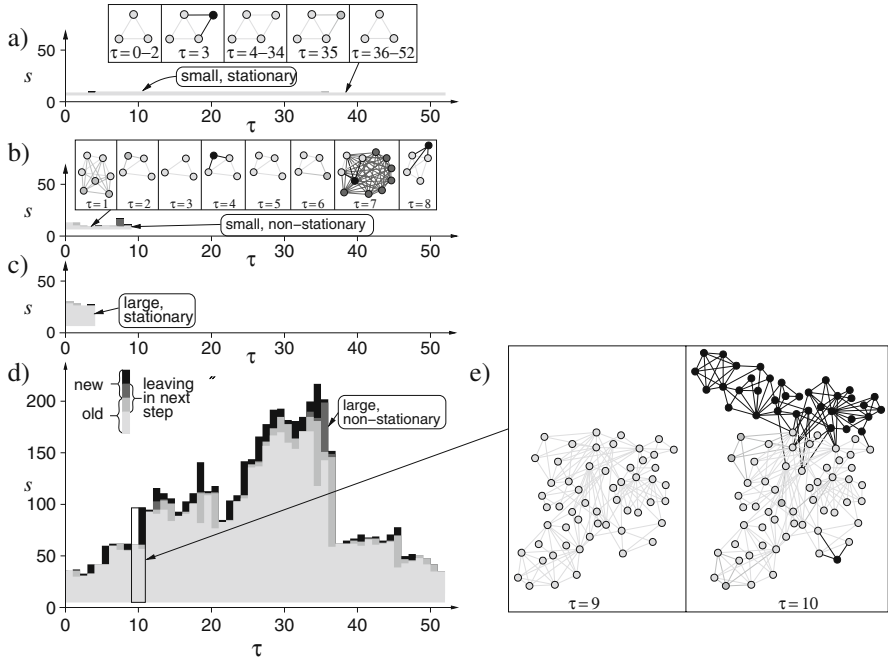 a)
τ=0−2
τ=3
τ=4−34
τ=35
τ=36−52
50
s
small, stationary
0
0 10 20 30 40 50
τ
b)
τ=1
τ=2
τ=3
τ=4
τ=5
τ=6
τ=7
τ=8
50
s
small, non−stationary
0
0 10 20 30 40 50
τ
c)
50
s
large,
stationary
0
0 10 20 30 40 50
τ
d)
new
old
leaving
in next
step
″
large,
non−stationary
200
150
s
100
50
0
0 10 20 30 40 50
τ
e)
τ=9
τ=10